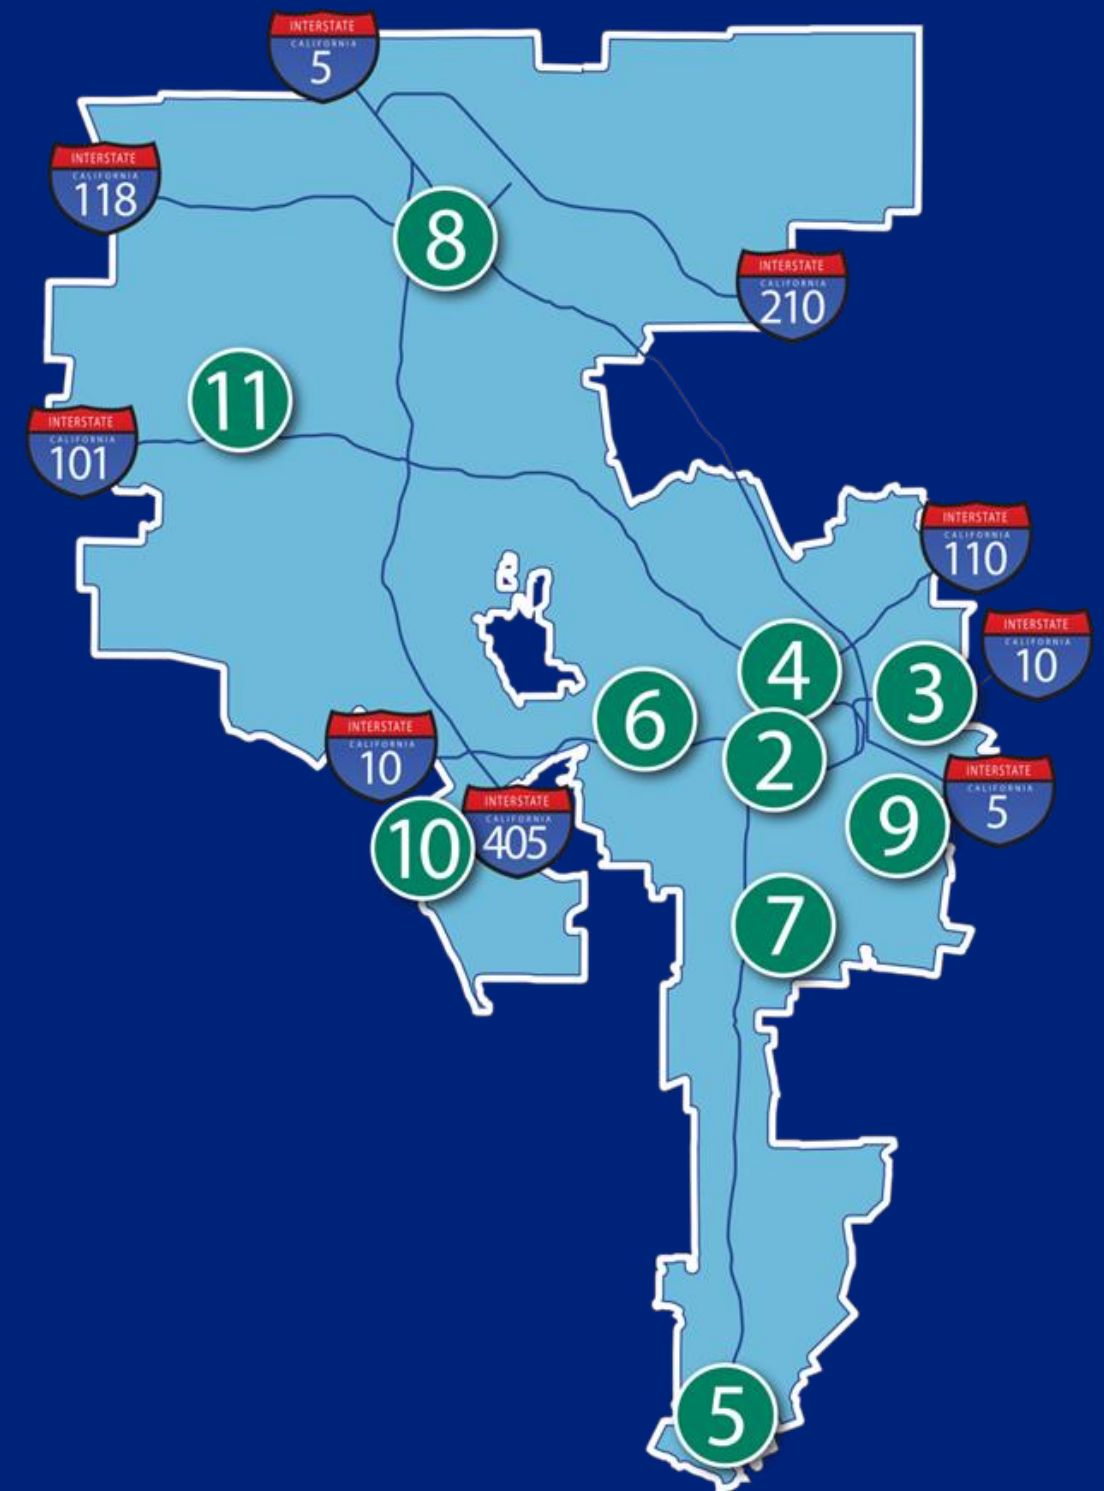 INTERSTATE
CALIFORNIA
5
INTERSTATE
CALIFORNIA
118
8
INTERSTATE
CALIFORNIA
210
11
INTERSTATE
CALIFORNIA
101
INTERSTATE
CALIFORNIA
110
INTERSTATE
CALIFORNIA
10
4
3
6
INTERSTATE
CALIFORNIA
10
2
INTERSTATE
CALIFORNIA
5
INTERSTATE
CALIFORNIA
405
10
9
7
5